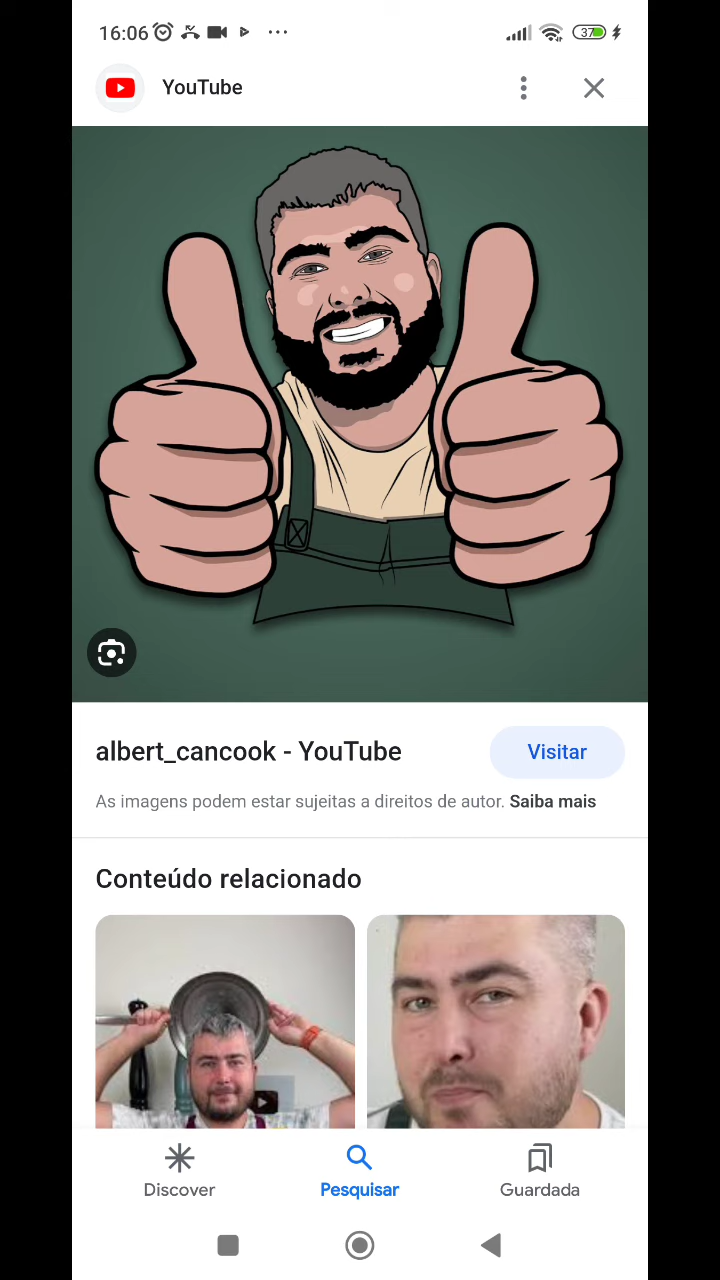 16:06
37
YouTube
albert_cancook - YouTube
Visitar
As imagens podem estar sujeitas a direitos de autor. Saiba mais
Conteúdo relacionado
Discover
Pesquisar
Guardada